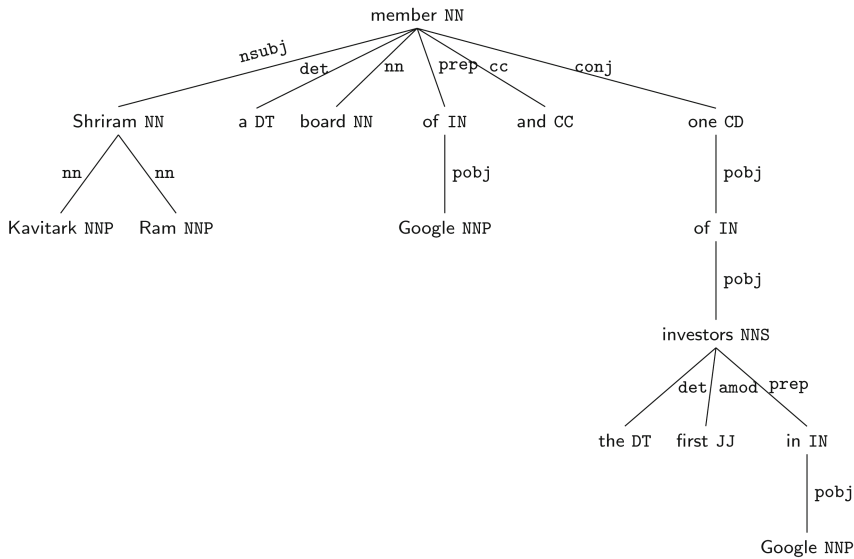 member NN
nsubj det nn prep cc conj
Shriram NN a DT board NN of IN and CC one CD
nn nn pobj pobj
Kavitark NNP Ram NNP Google NNP of IN
pobj
investors NNS
det amod prep
the DT first JJ in IN
pobj
Google NNP